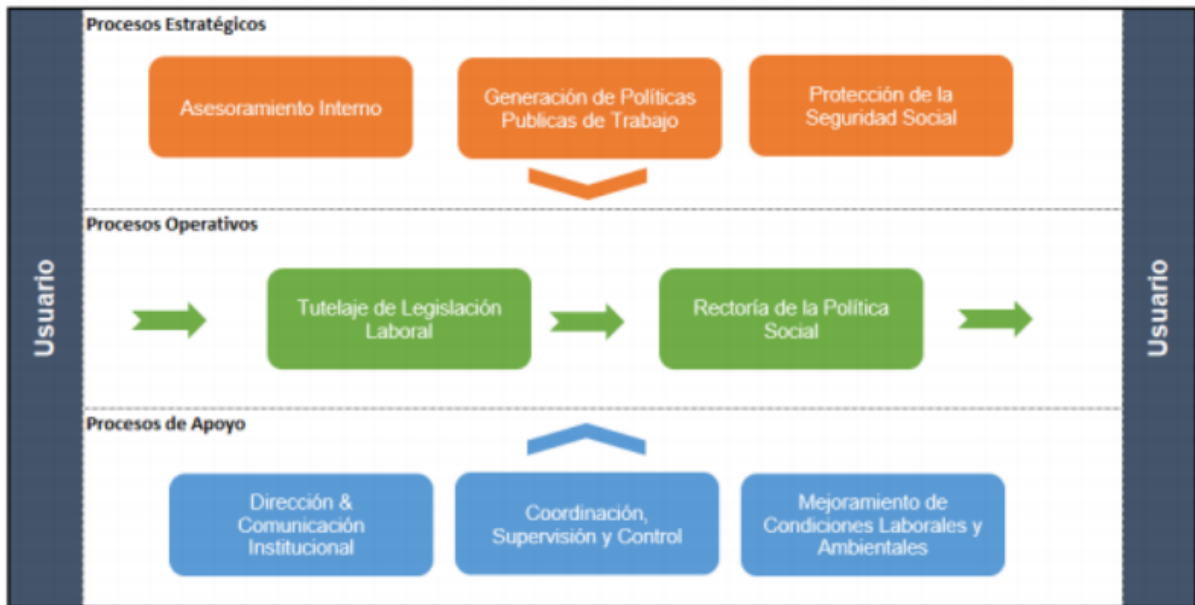 Procesos Estratégicos
Asesoramiento Interno
Generación de Políticas
Publicas de Trabajo
Protección de la
Seguridad Social
Usuario
Procesos Operativos
Tutelaje de Legislación
Laboral
Rectoría de la Política
Social
Usuario
Procesos de Apoyo
Dirección &
Comunicación
Institucional
Coordinación,
Supervisión y Control
Mejoramiento de
Condiciones Laborales y
Ambientales